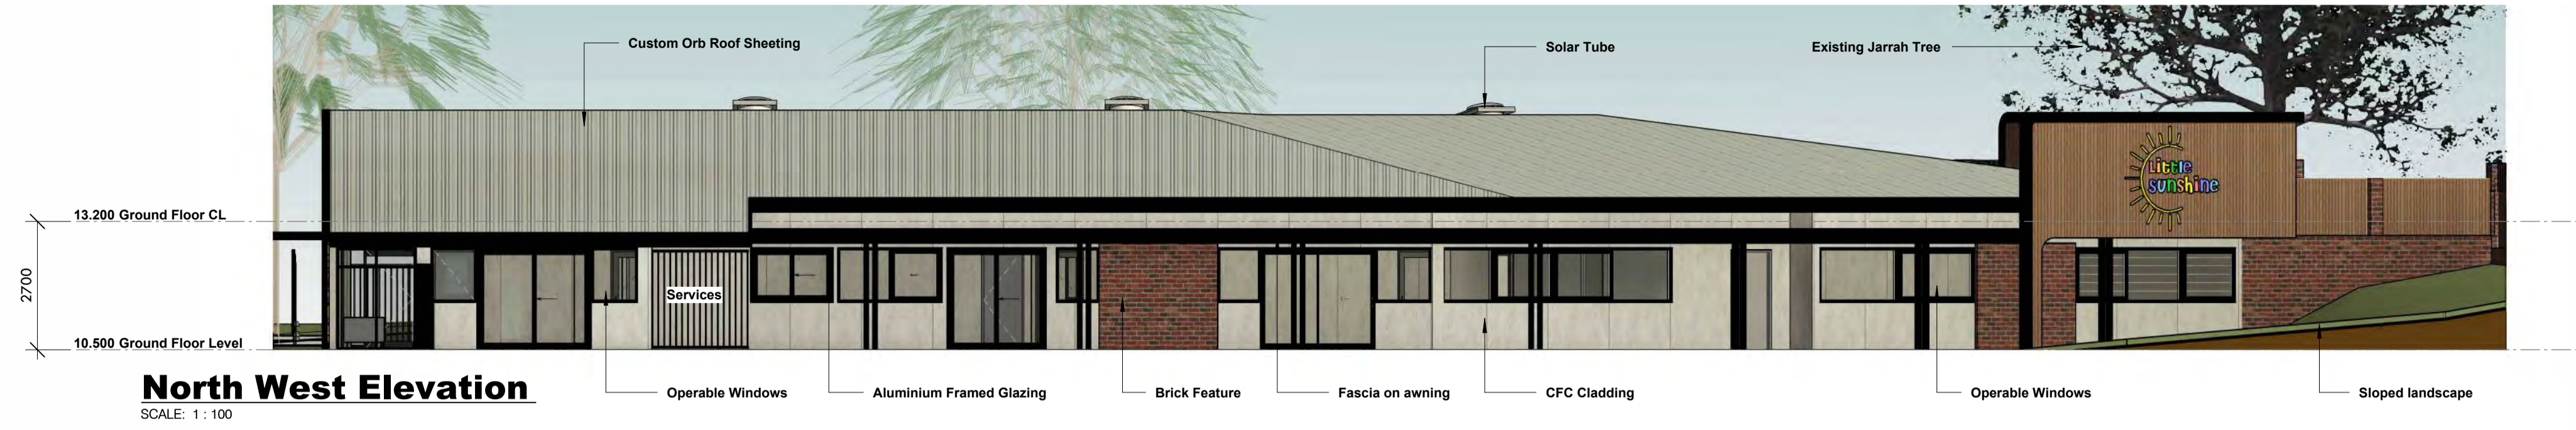 Custom Orb Roof Sheeting
Solar Tube
Existing Jarrah Tree
Little
sunshine
13.200 Ground Floor CL
2700
Services
10.500 Ground Floor Level
North West Elevation
SCALE: 1 : 100
Operable Windows
Aluminium Framed Glazing
Brick Feature
Fascia on awning
CFC Cladding
Operable Windows
Sloped landscape